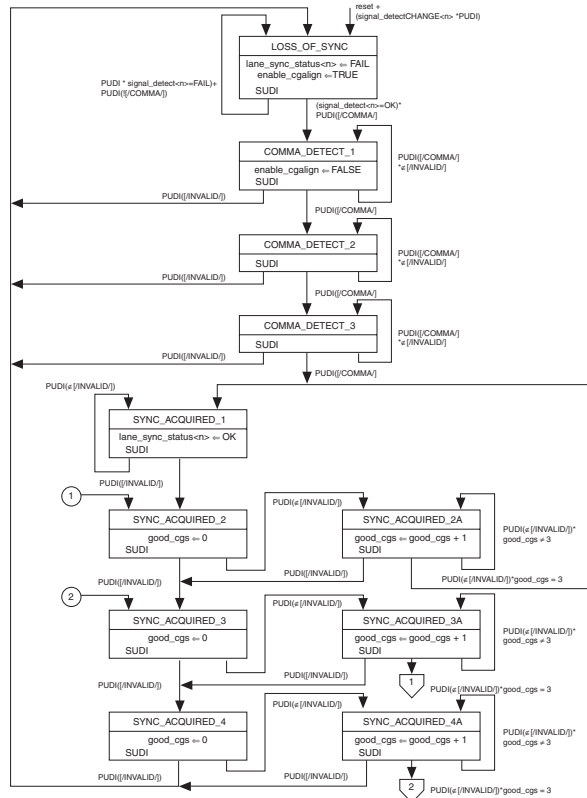 reset +
(signal_detectCHANGE<n> *PUDI)
LOSS_OF_SYNC
lane_sync_status<n> ⇐ FAIL
enable_cgalign ⇐TRUE
SUDI
PUDI * signal_detect<n>=FAIL)+
PUDI(![/COMMA/])
(signal_detect<n>=OK)*
PUDI([/COMMA/]
COMMA_DETECT_1
enable_cgalign ⇐ FALSE
SUDI
PUDI([/COMMA/]
*∉[/INVALID/]
PUDI([/INVALID/])
PUDI([/COMMA/]
COMMA_DETECT_2
SUDI
PUDI([/COMMA/]
*∉[/INVALID/]
PUDI([/INVALID/])
PUDI([/COMMA/]
COMMA_DETECT_3
SUDI
PUDI([/COMMA/]
*∉[/INVALID/]
PUDI([/INVALID/])
PUDI([/COMMA/]
PUDI(∉[/INVALID/])
SYNC_ACQUIRED_1
lane_sync_status<n> ⇐ OK
SUDI
PUDI([/INVALID/])
1
SYNC_ACQUIRED_2
good_cgs ⇐ 0
SUDI
PUDI(∉[/INVALID/])
SYNC_ACQUIRED_2A
good_cgs ⇐ good_cgs + 1
SUDI
PUDI(∉[/INVALID/])*
good_cgs ≠ 3
PUDI([/INVALID/])
PUDI([/INVALID/])
PUDI(∉[/INVALID/])*good_cgs = 3
2
SYNC_ACQUIRED_3
good_cgs ⇐ 0
SUDI
PUDI(∉[/INVALID/])
SYNC_ACQUIRED_3A
good_cgs ⇐ good_cgs + 1
SUDI
PUDI(∉[/INVALID/])*
good_cgs ≠ 3
PUDI([/INVALID/])
PUDI([/INVALID/])
1
PUDI(∉[/INVALID/])*good_cgs = 3
SYNC_ACQUIRED_4
good_cgs ⇐ 0
SUDI
PUDI(∉[/INVALID/])
SYNC_ACQUIRED_4A
good_cgs ⇐ good_cgs + 1
SUDI
PUDI(∉[/INVALID/])*
good_cgs ≠ 3
PUDI([/INVALID/])
PUDI([/INVALID/])
2
PUDI(∉[/INVALID/])*good_cgs = 3